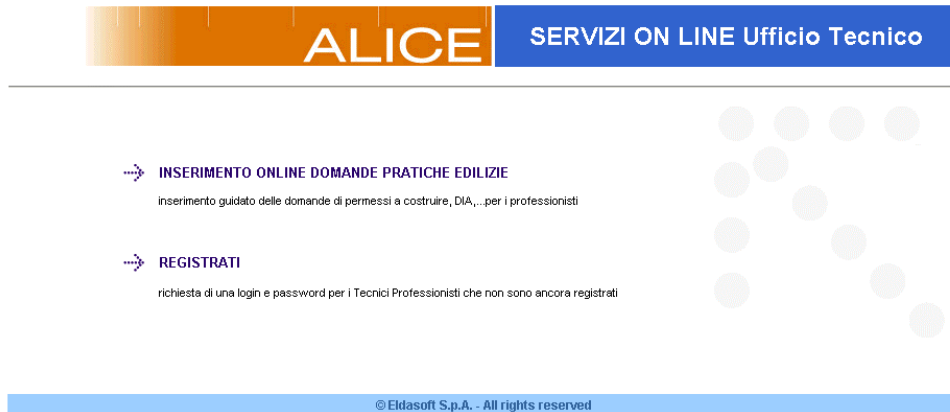 ALICE
SERVIZI ON LINE Ufficio Tecnico
INSERIMENTO ONLINE DOMANDE PRATICHE EDILIZIE
inserimento guidato delle domande di permessi a costruire, DIA,...per i professionisti
REGISTRATI
richiesta di una login e password per i Tecnici Professionisti che non sono ancora registrati
© Eldasoft S.p.A. - All rights reserved